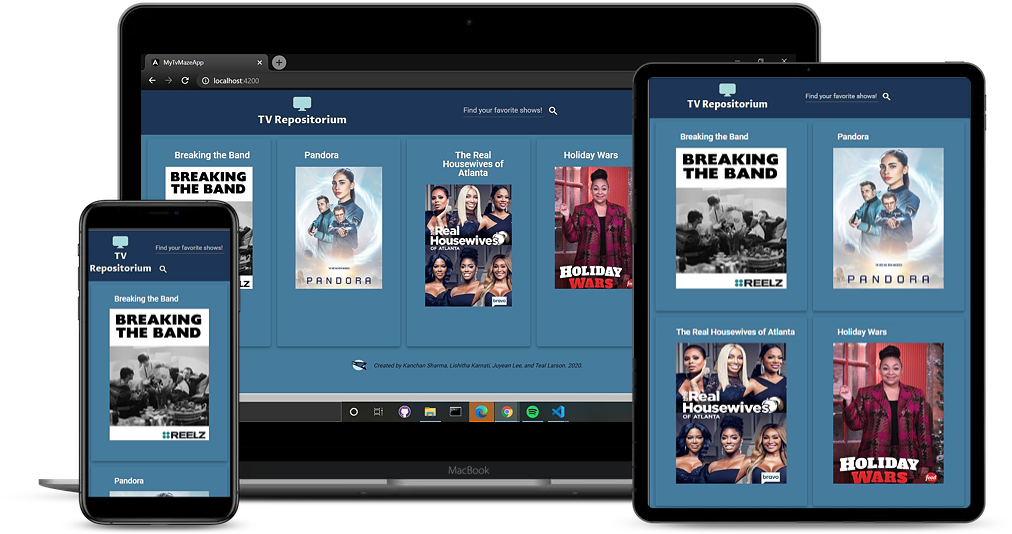 MyTvMazeApp
localhost:4200
TV Repositorium
Find your favorite shows!
Breaking the Band
BREAKING
THE BAND
Pandora
PANDORA
The Real
Housewives of
Atlanta
The Real
Housewives
OF ATLANTA
bravo
Holiday Wars
HOLIDAY
WARS
Created by Kanchan Sharma, Lishitha Karnati, Juyean Lee, and Teal Larson. 2020.
MacBook
TV
Repositorium
Find your favorite shows!
Breaking the Band
BREAKING
THE BAND
REELZ
Pandora
TV Repositorium
Find your favorite shows!
Breaking the Band
BREAKING
THE BAND
REELZ
Pandora
PANDORA
The Real Housewives of Atlanta
The Real
Housewives
OF ATLANTA
bravo
Holiday Wars
HOLIDAY
WARS
food